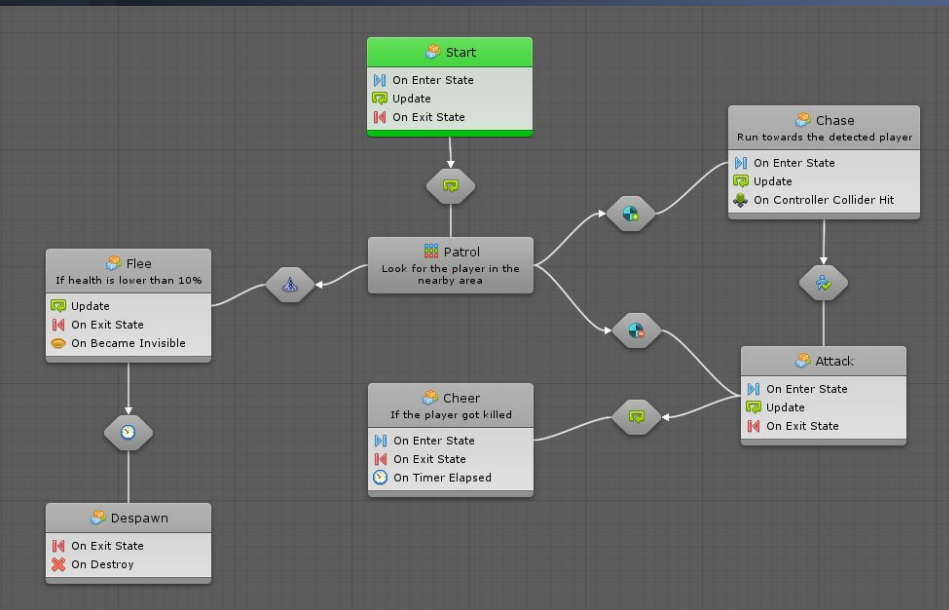 Start
On Enter State
Update
On Exit State
Chase
Run towards the detected player
On Enter State
Update
On Controller Collider Hit
Patrol
Look for the player in the
nearby area
Flee
If health is lower than 10%
Update
On Exit State
On Became Invisible
Attack
On Enter State
Update
On Exit State
Cheer
If the player got killed
On Enter State
On Exit State
On Timer Elapsed
Despawn
On Exit State
On Destroy